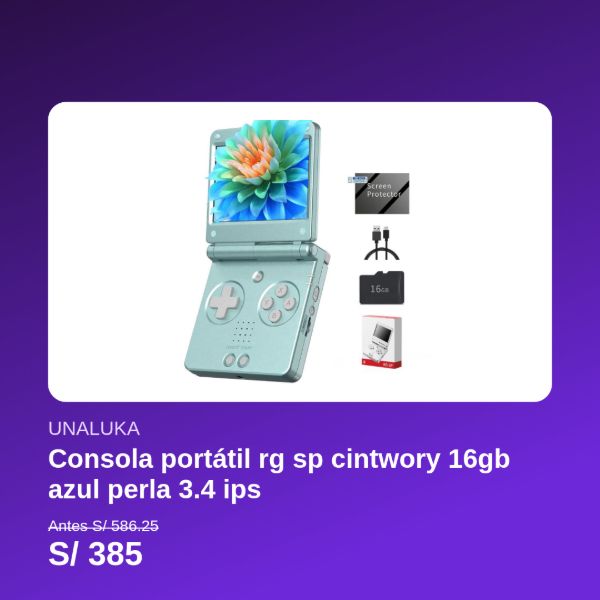 Screen
Protector
16GB
UNALUKA
Consola portátil rg sp cintwory 16gb
azul perla 3.4 ips
Antes S/ 586.25
S/ 385